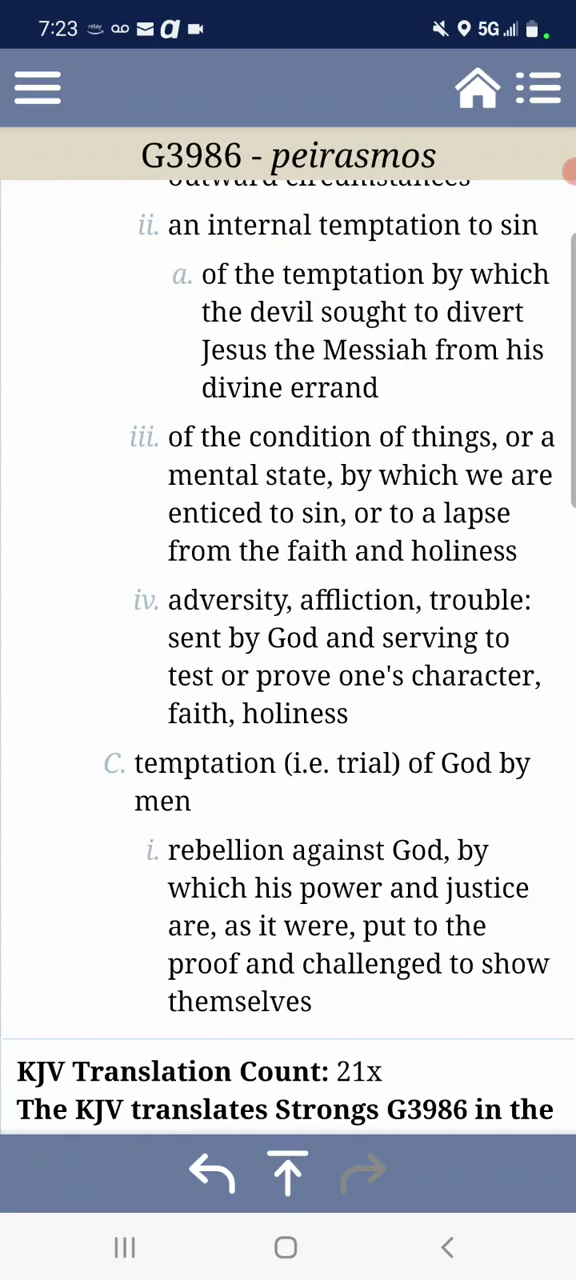 7:23 relay a 5G
G3986 - peirasmos
outward circumstances
ii. an internal temptation to sin
a. of the temptation by which
the devil sought to divert
Jesus the Messiah from his
divine errand
iii. of the condition of things, or a
mental state, by which we are
enticed to sin, or to a lapse
from the faith and holiness
iv. adversity, affliction, trouble:
sent by God and serving to
test or prove one's character,
faith, holiness
C. temptation (i.e. trial) of God by
men
i. rebellion against God, by
which his power and justice
are, as it were, put to the
proof and challenged to show
themselves
KJV Translation Count: 21x
The KJV translates Strongs G3986 in the